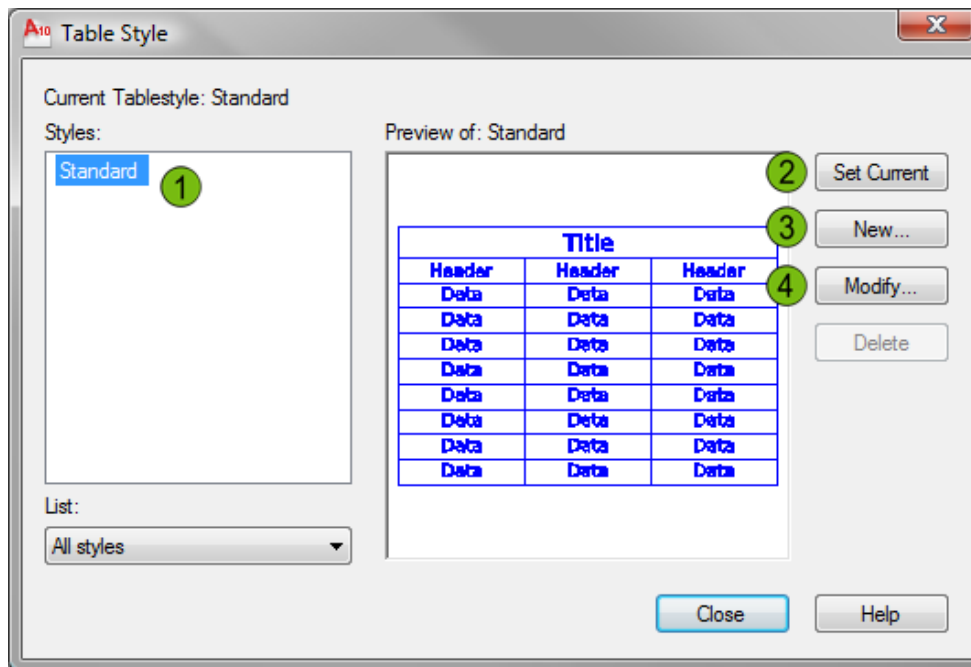 A10 Table Style
X
Current Tablestyle: Standard
Styles:
Standard
1
List:
All styles
Preview of: Standard
Title
Header Header Header
Data Data Data
Data Data Data
Data Data Data
Data Data Data
Data Data Data
Data Data Data
Data Data Data
Data Data Data
2 Set Current
3 New...
4 Modify...
Delete
Close Help